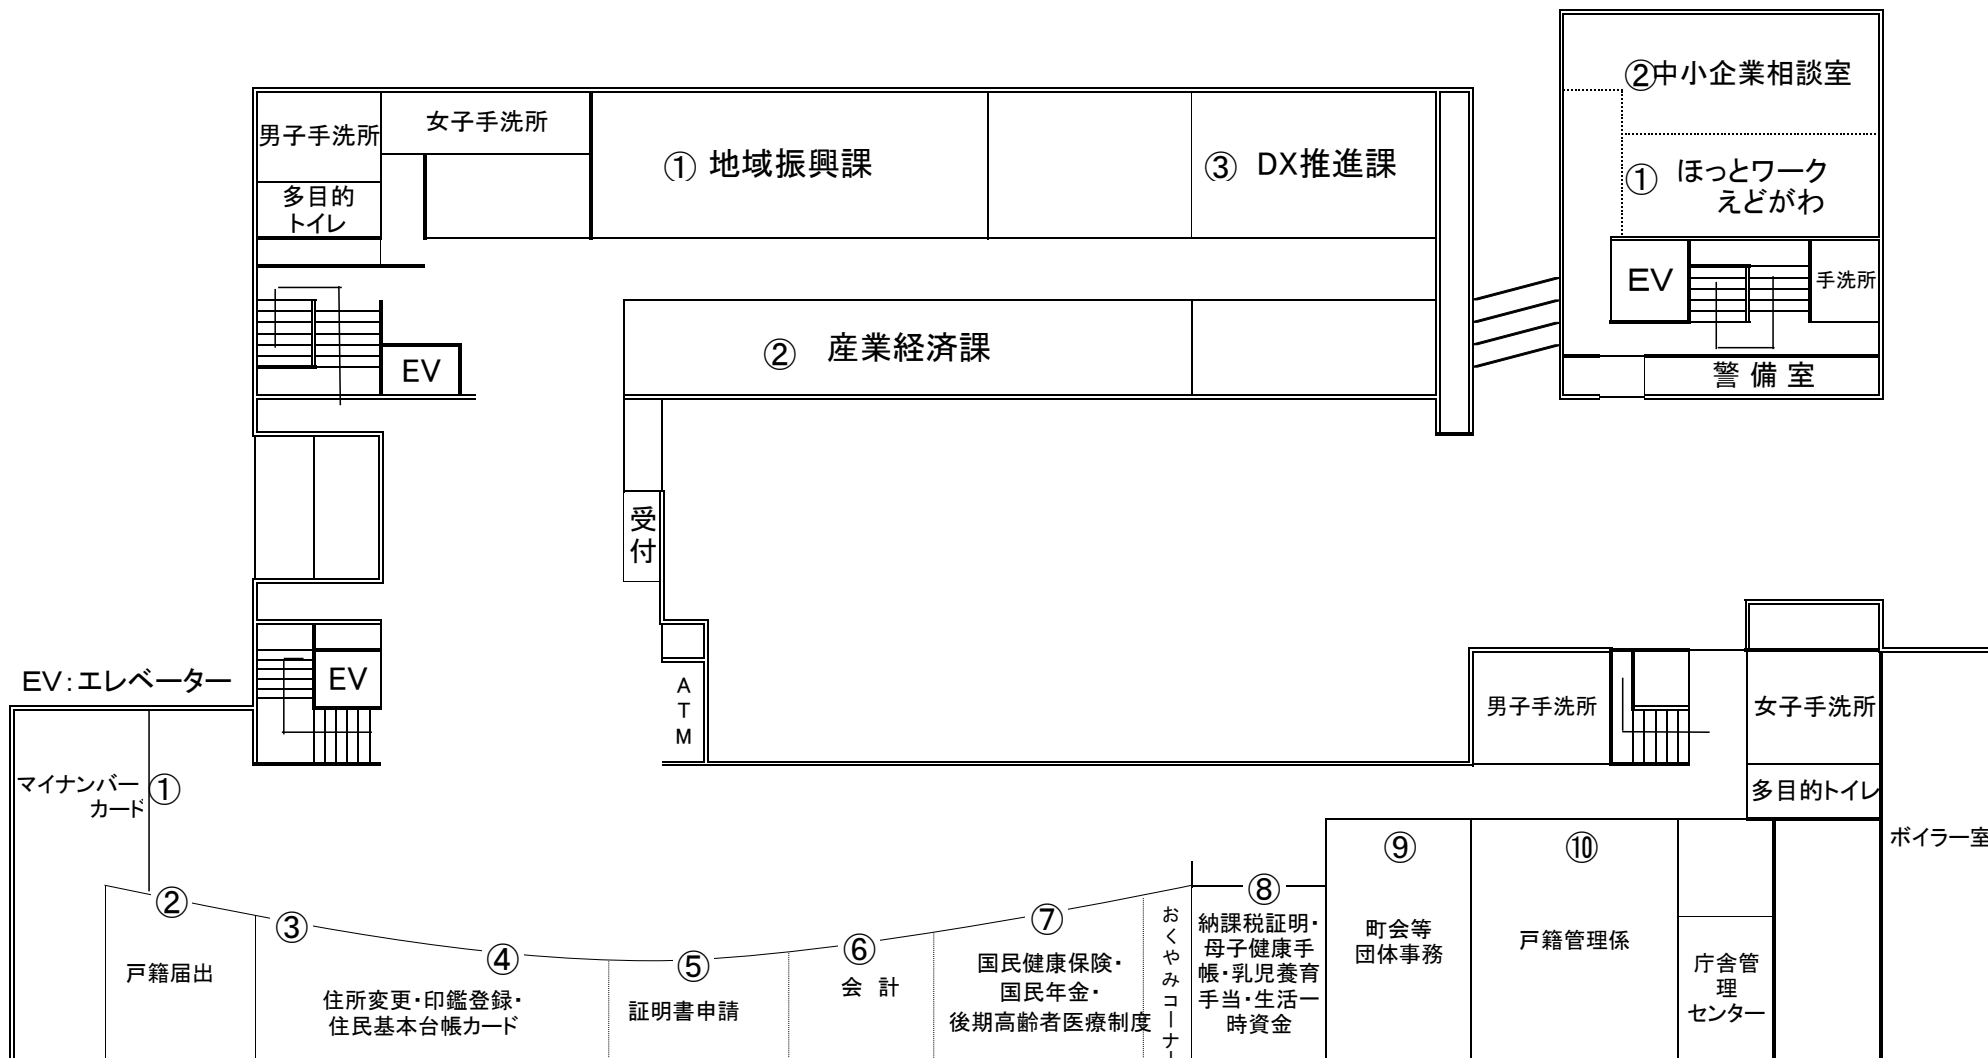 ②中小企業相談室
男子手洗所
女子手洗所
① 地域振興課
③ DX推進課
① ほっとワーク
えどがわ
多目的
トイレ
EV
手洗所
② 産業経済課
EV
警備室
受付
EV:エレベーター
EV
ATM
男子手洗所
女子手洗所
マイナンバー
カード
①
多目的トイレ
ボイラー室
②
戸籍届出
③
④
住所変更・印鑑登録・
住民基本台帳カード
⑤
証明書申請
⑥
会計
⑦
国民健康保険・
国民年金・
後期高齢者医療制度
おくやみコーナー
⑧
納課税証明・
母子健康手
帳・乳児養育
手当・生活一
時資金
⑨
町会等
団体事務
⑩
戸籍管理係
庁舎管
理
センター